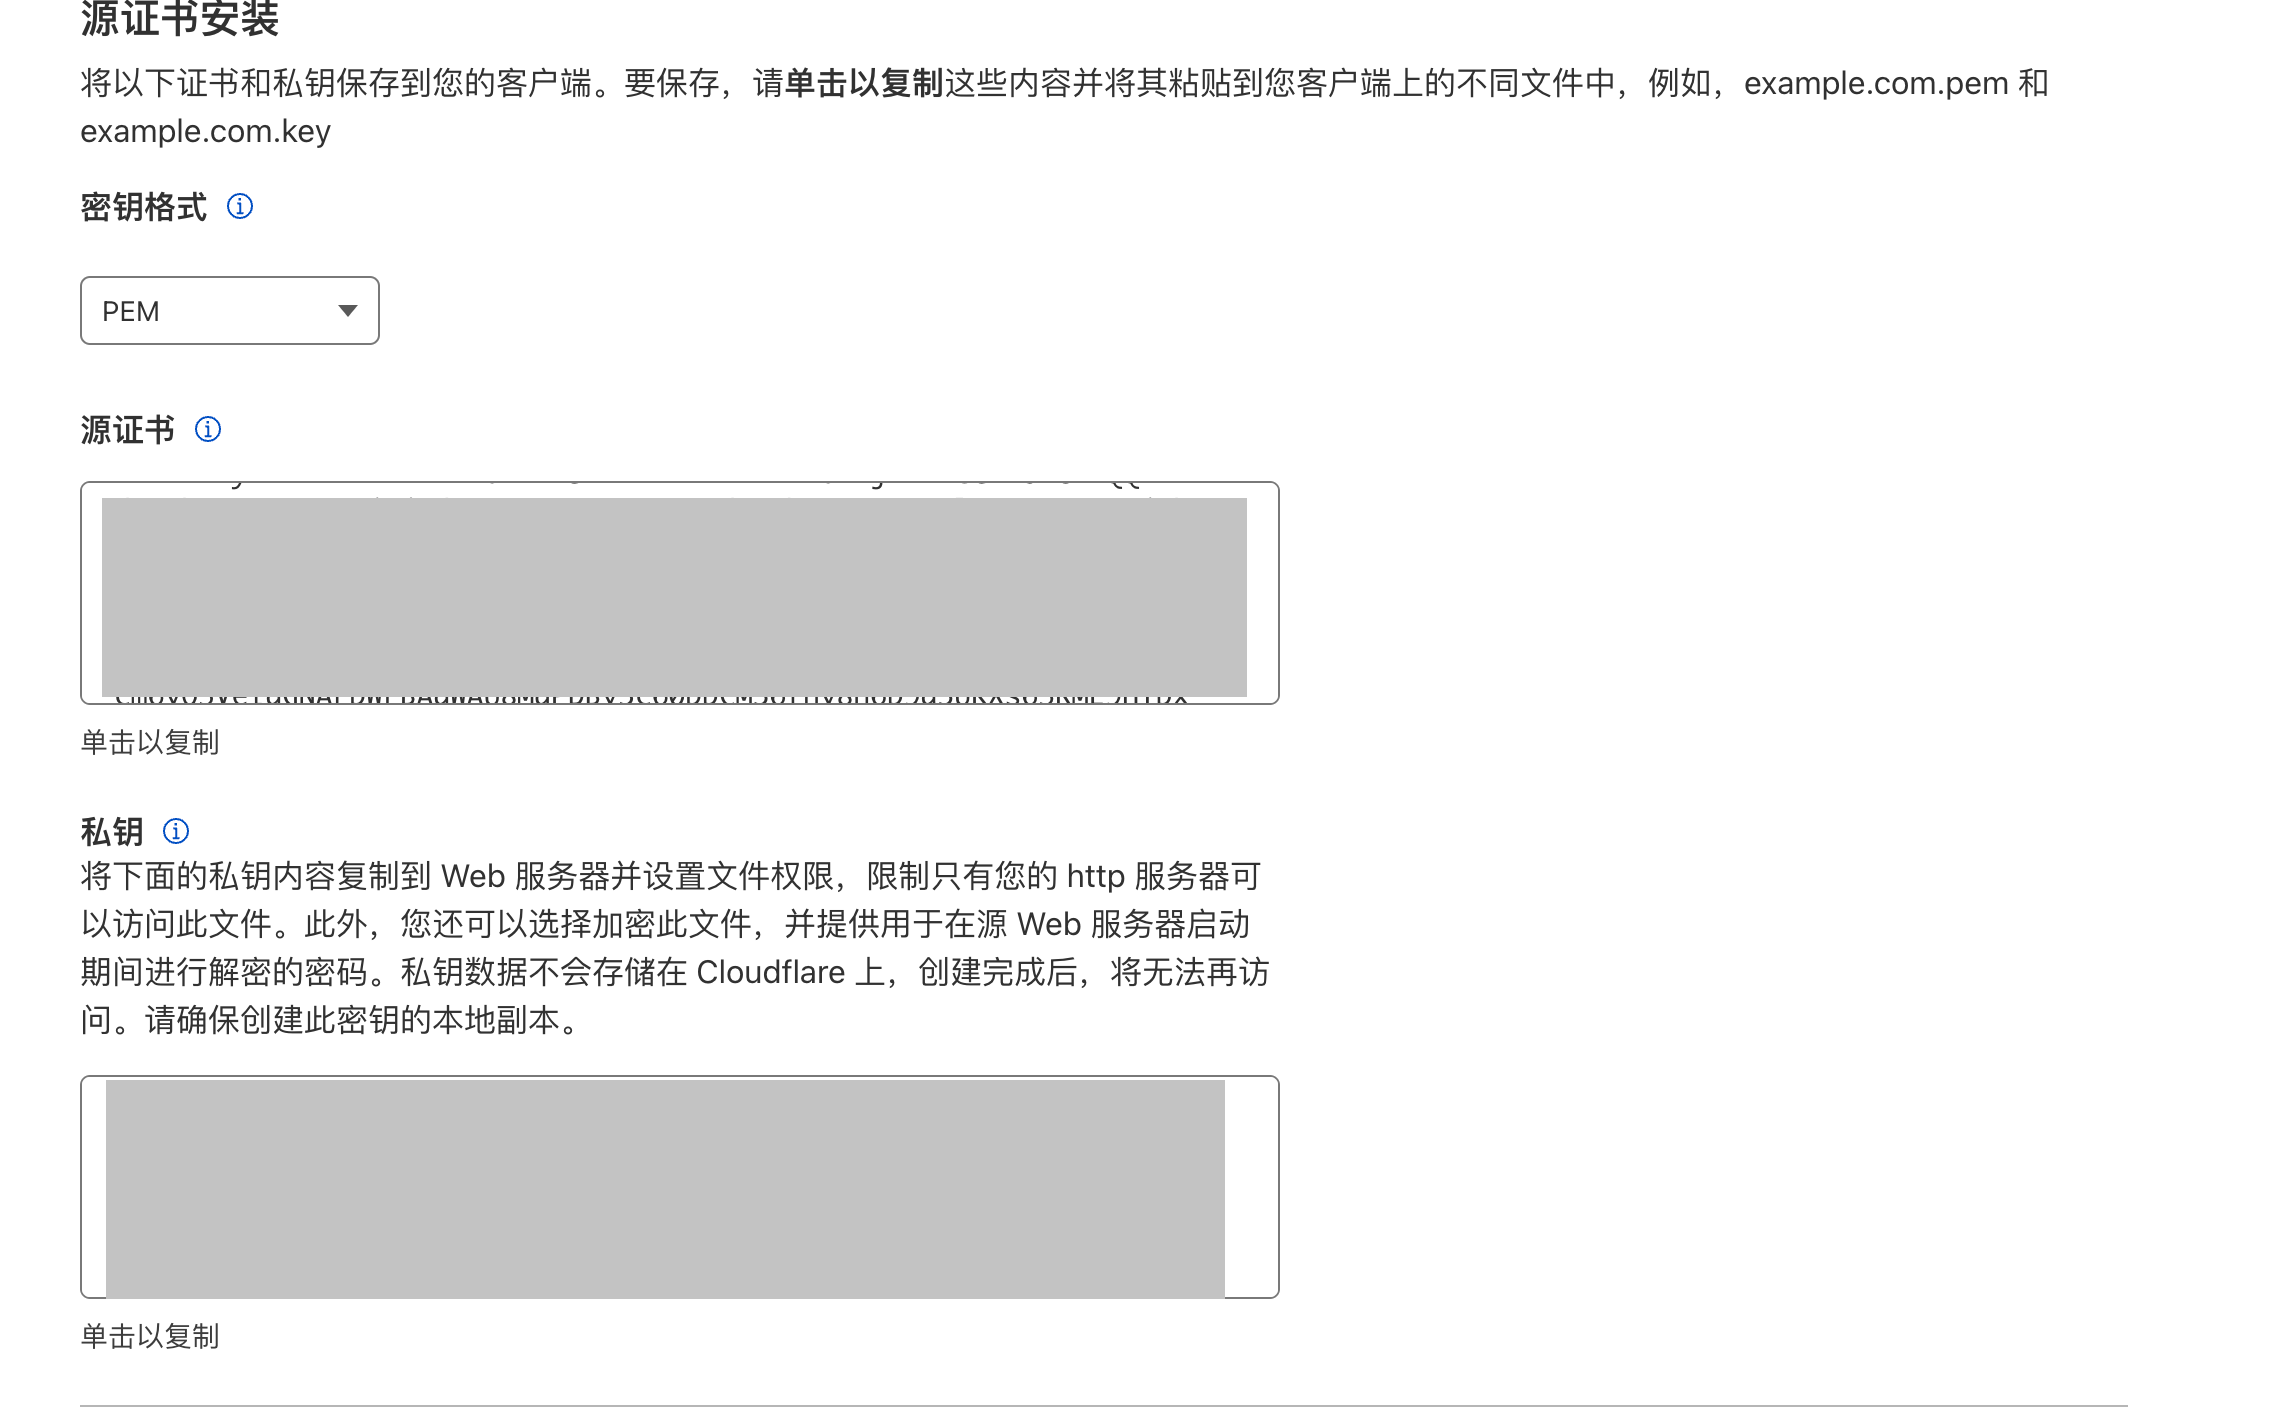 源证书安装
将以下证书和私钥保存到您的客户端。要保存，请单击以复制这些内容并将其粘贴到您客户端上的不同文件中，例如，example.com.pem 和
example.com.key
密钥格式
PEM
源证书
单击以复制
私钥
将下面的私钥内容复制到 Web 服务器并设置文件权限，限制只有您的 http 服务器可
以访问此文件。此外，您还可以选择加密此文件，并提供用于在源 Web 服务器启动
期间进行解密的密码。私钥数据不会存储在 Cloudflare 上，创建完成后，将无法再访
问。请确保创建此密钥的本地副本。
单击以复制